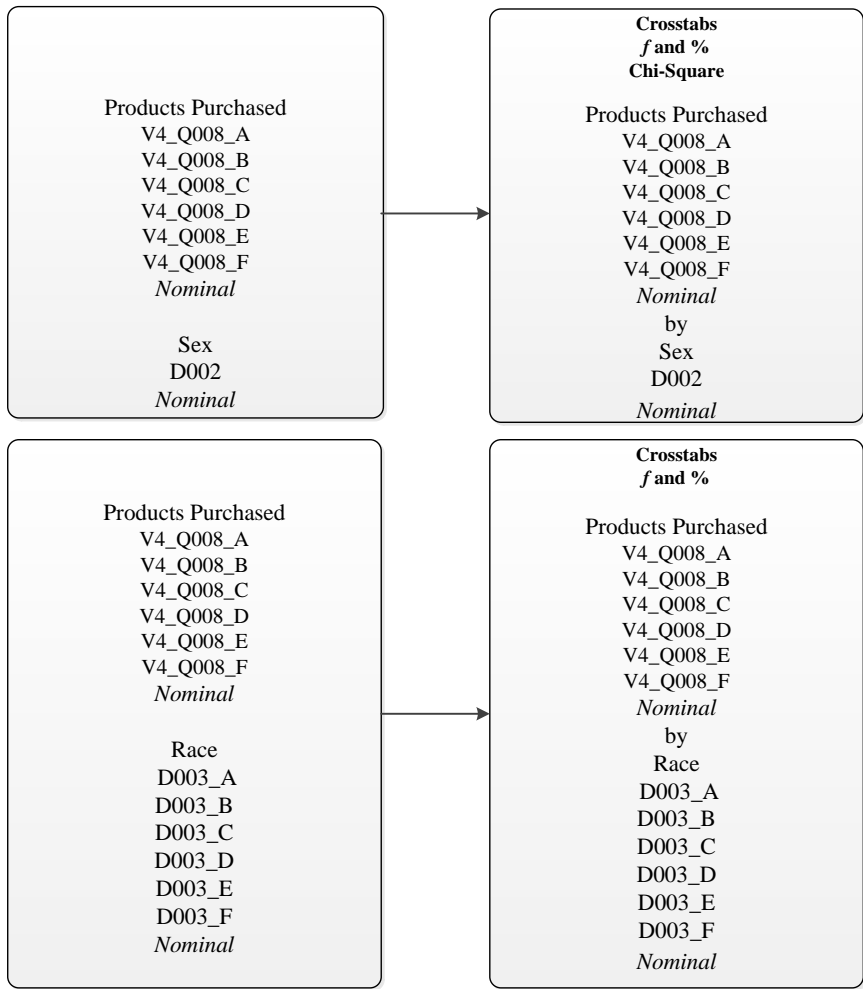 Products Purchased
V4_Q008_A
V4_Q008_B
V4_Q008_C
V4_Q008_D
V4_Q008_E
V4_Q008_F
Nominal
Sex
D002
Nominal
Crosstabs
f and %
Chi-Square
Products Purchased
V4_Q008_A
V4_Q008_B
V4_Q008_C
V4_Q008_D
V4_Q008_E
V4_Q008_F
Nominal
by
Sex
D002
Nominal
Products Purchased
V4_Q008_A
V4_Q008_B
V4_Q008_C
V4_Q008_D
V4_Q008_E
V4_Q008_F
Nominal
Race
D003_A
D003_B
D003_C
D003_D
D003_E
D003_F
Nominal
Crosstabs
f and %
Products Purchased
V4_Q008_A
V4_Q008_B
V4_Q008_C
V4_Q008_D
V4_Q008_E
V4_Q008_F
Nominal
by
Race
D003_A
D003_B
D003_C
D003_D
D003_E
D003_F
Nominal